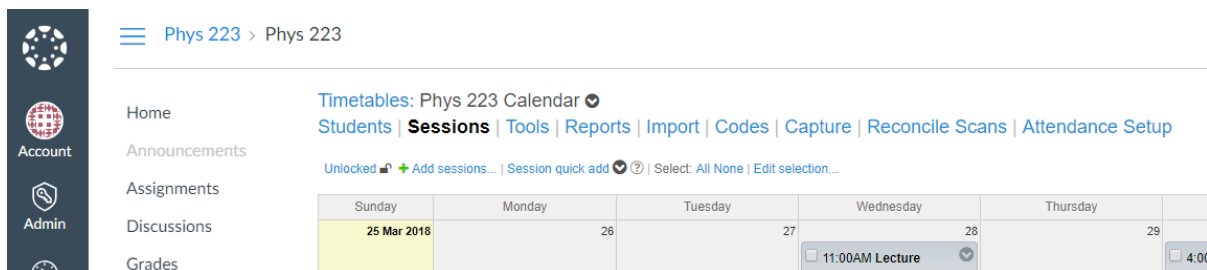 Phys 223 > Phys 223
Account
Admin
Home
Announcements
Assignments
Discussions
Grades
Timetables: Phys 223 Calendar
Students | Sessions | Tools | Reports | Import | Codes | Capture | Reconcile Scans | Attendance Setup
Unlocked + Add sessions... | Session quick add ? | Select: All None | Edit selection...
Sunday Monday Tuesday Wednesday Thursday
25 Mar 2018 26 27 28 29
11:00AM Lecture